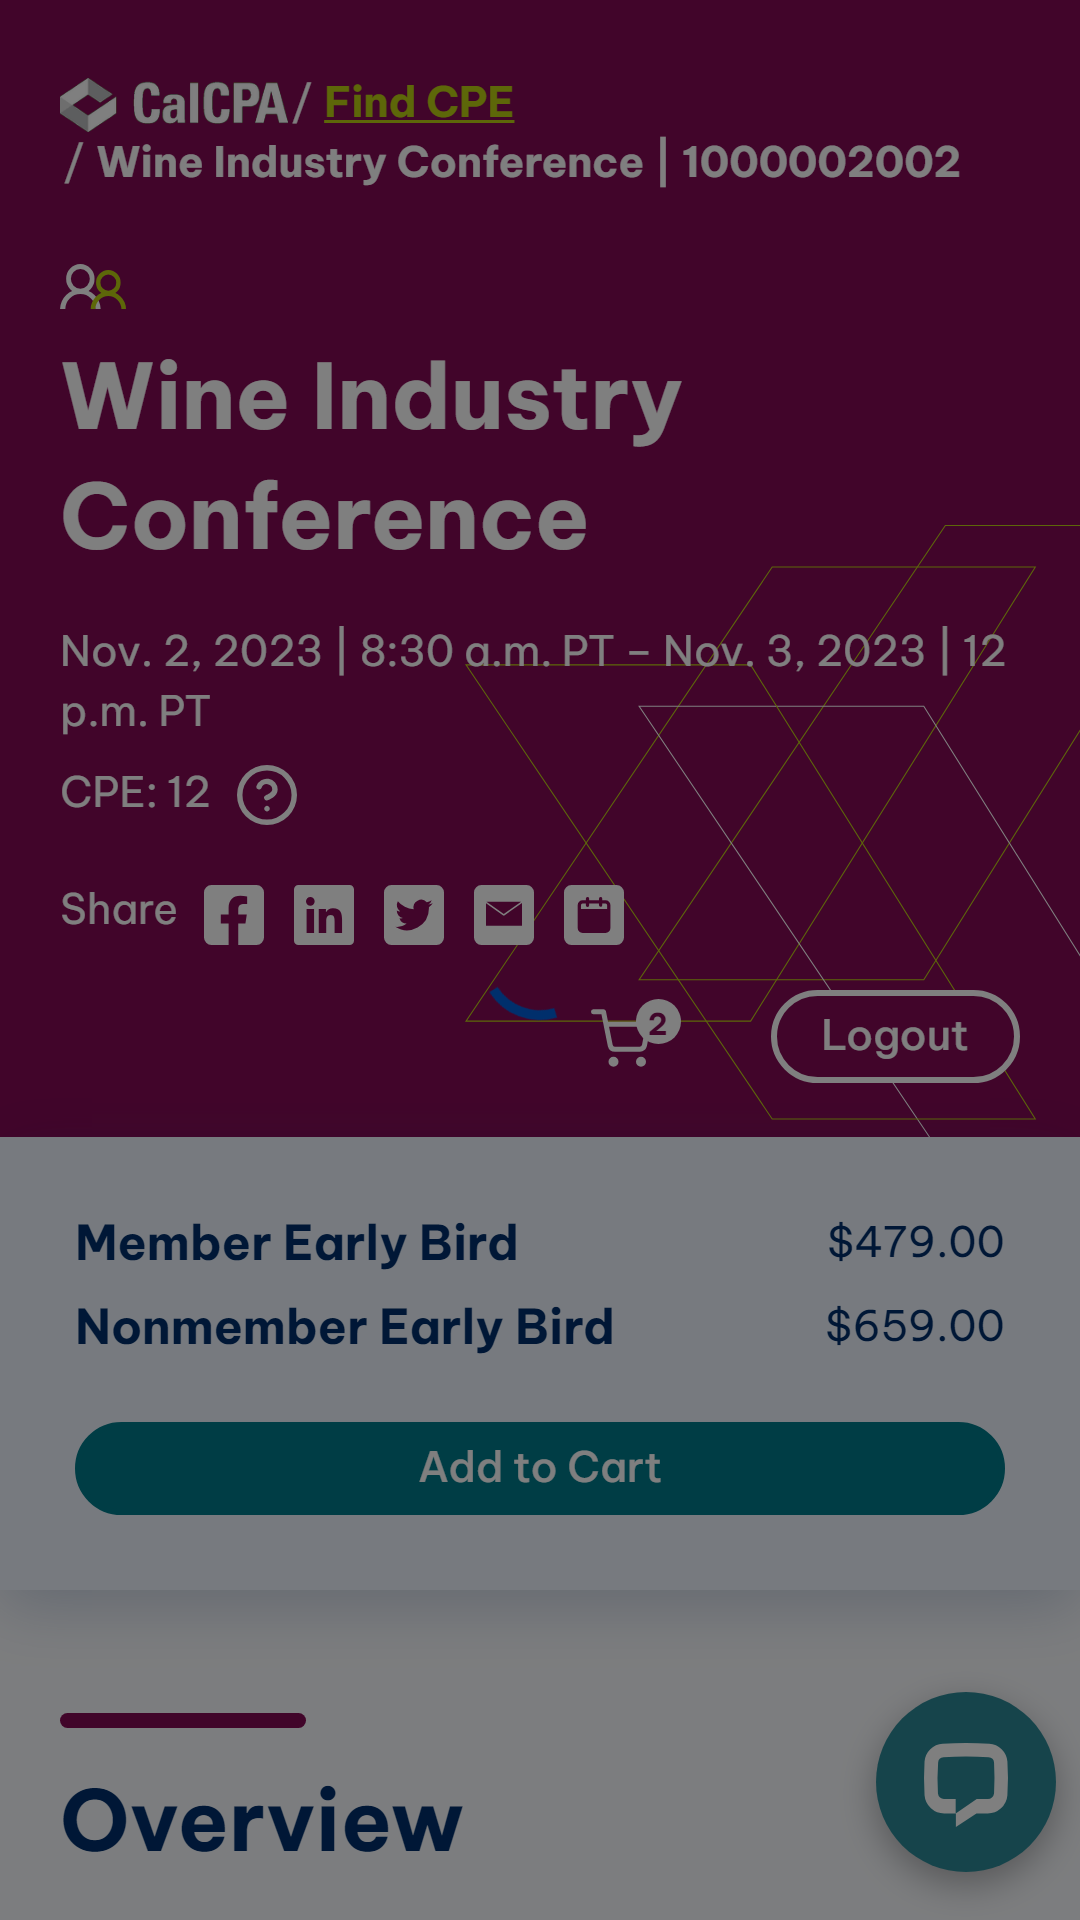 CalCPA / Find CPE
/ Wine Industry Conference | 1000002002
Wine Industry
Conference
Nov. 2, 2023 | 8:30 a.m. PT – Nov. 3, 2023 | 12
p.m. PT
CPE: 12 ?
Share
2
Logout
Member Early Bird $479.00
Nonmember Early Bird $659.00
Add to Cart
Overview